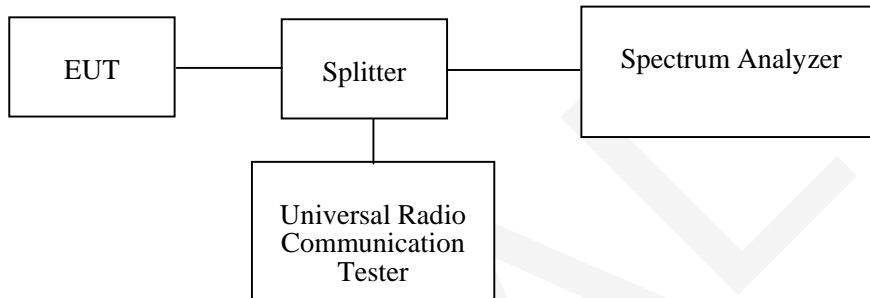 EUT
Splitter
Spectrum Analyzer
Universal Radio
Communication
Tester